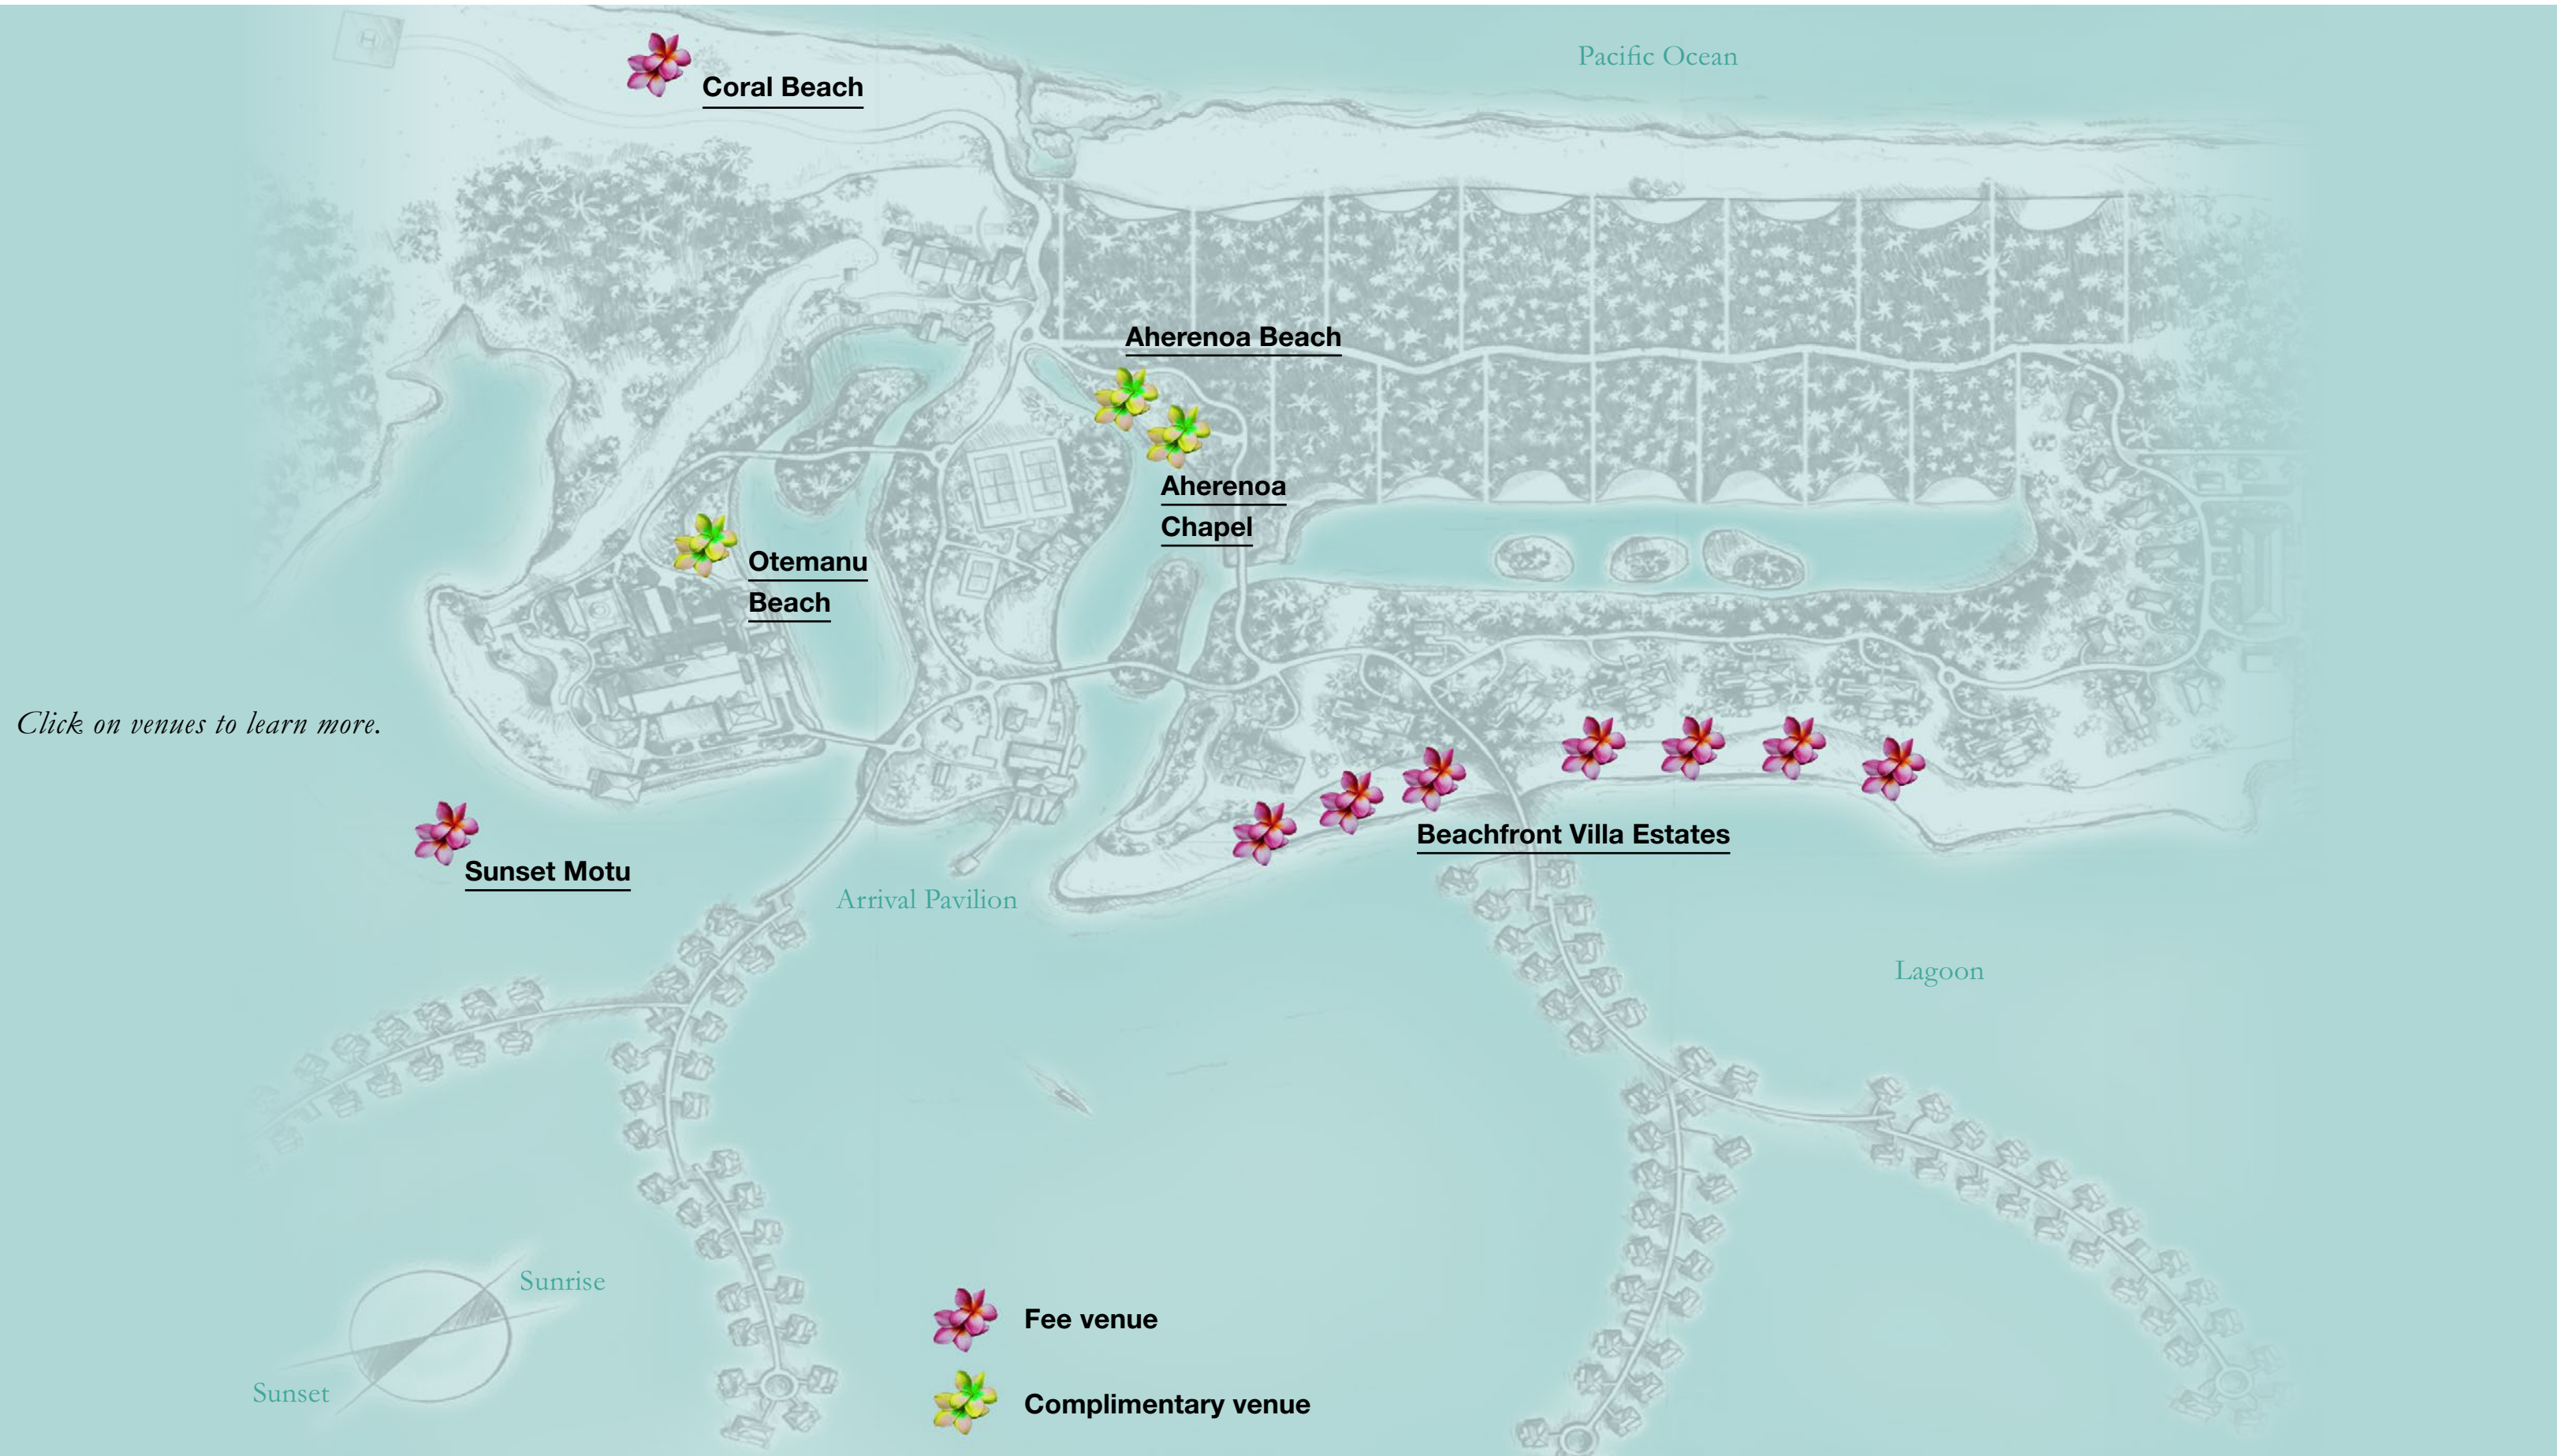 Pacific Ocean
H
Coral Beach
Aherenoa Beach
Aherenoa
Chapel
Otemanu
Beach
Click on venues to learn more.
Beachfront Villa Estates
Sunset Motu
Arrival Pavilion
Lagoon
Sunrise
Fee venue
Sunset
Complimentary venue